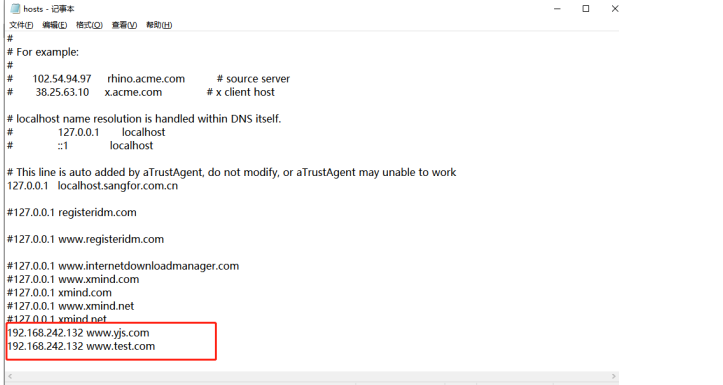 hosts - 记事本
文件(F) 编辑(E) 格式(O) 查看(V) 帮助(H)
#
# For example:
#
# 102.54.94.97 rhino.acme.com # source server
# 38.25.63.10 x.acme.com # x client host
# localhost name resolution is handled within DNS itself.
# 127.0.0.1 localhost
# ::1 localhost
# This line is auto added by aTrustAgent, do not modify, or aTrustAgent may unable to work
127.0.0.1 localhost.sangfor.com.cn
#127.0.0.1 registeridm.com
#127.0.0.1 www.registeridm.com
#127.0.0.1 www.internetdownloadmanager.com
#127.0.0.1 www.xmind.com
#127.0.0.1 xmind.com
#127.0.0.1 www.xmind.net
#127.0.0.1 xmind.net
192.168.242.132 www.yjs.com
192.168.242.132 www.test.com